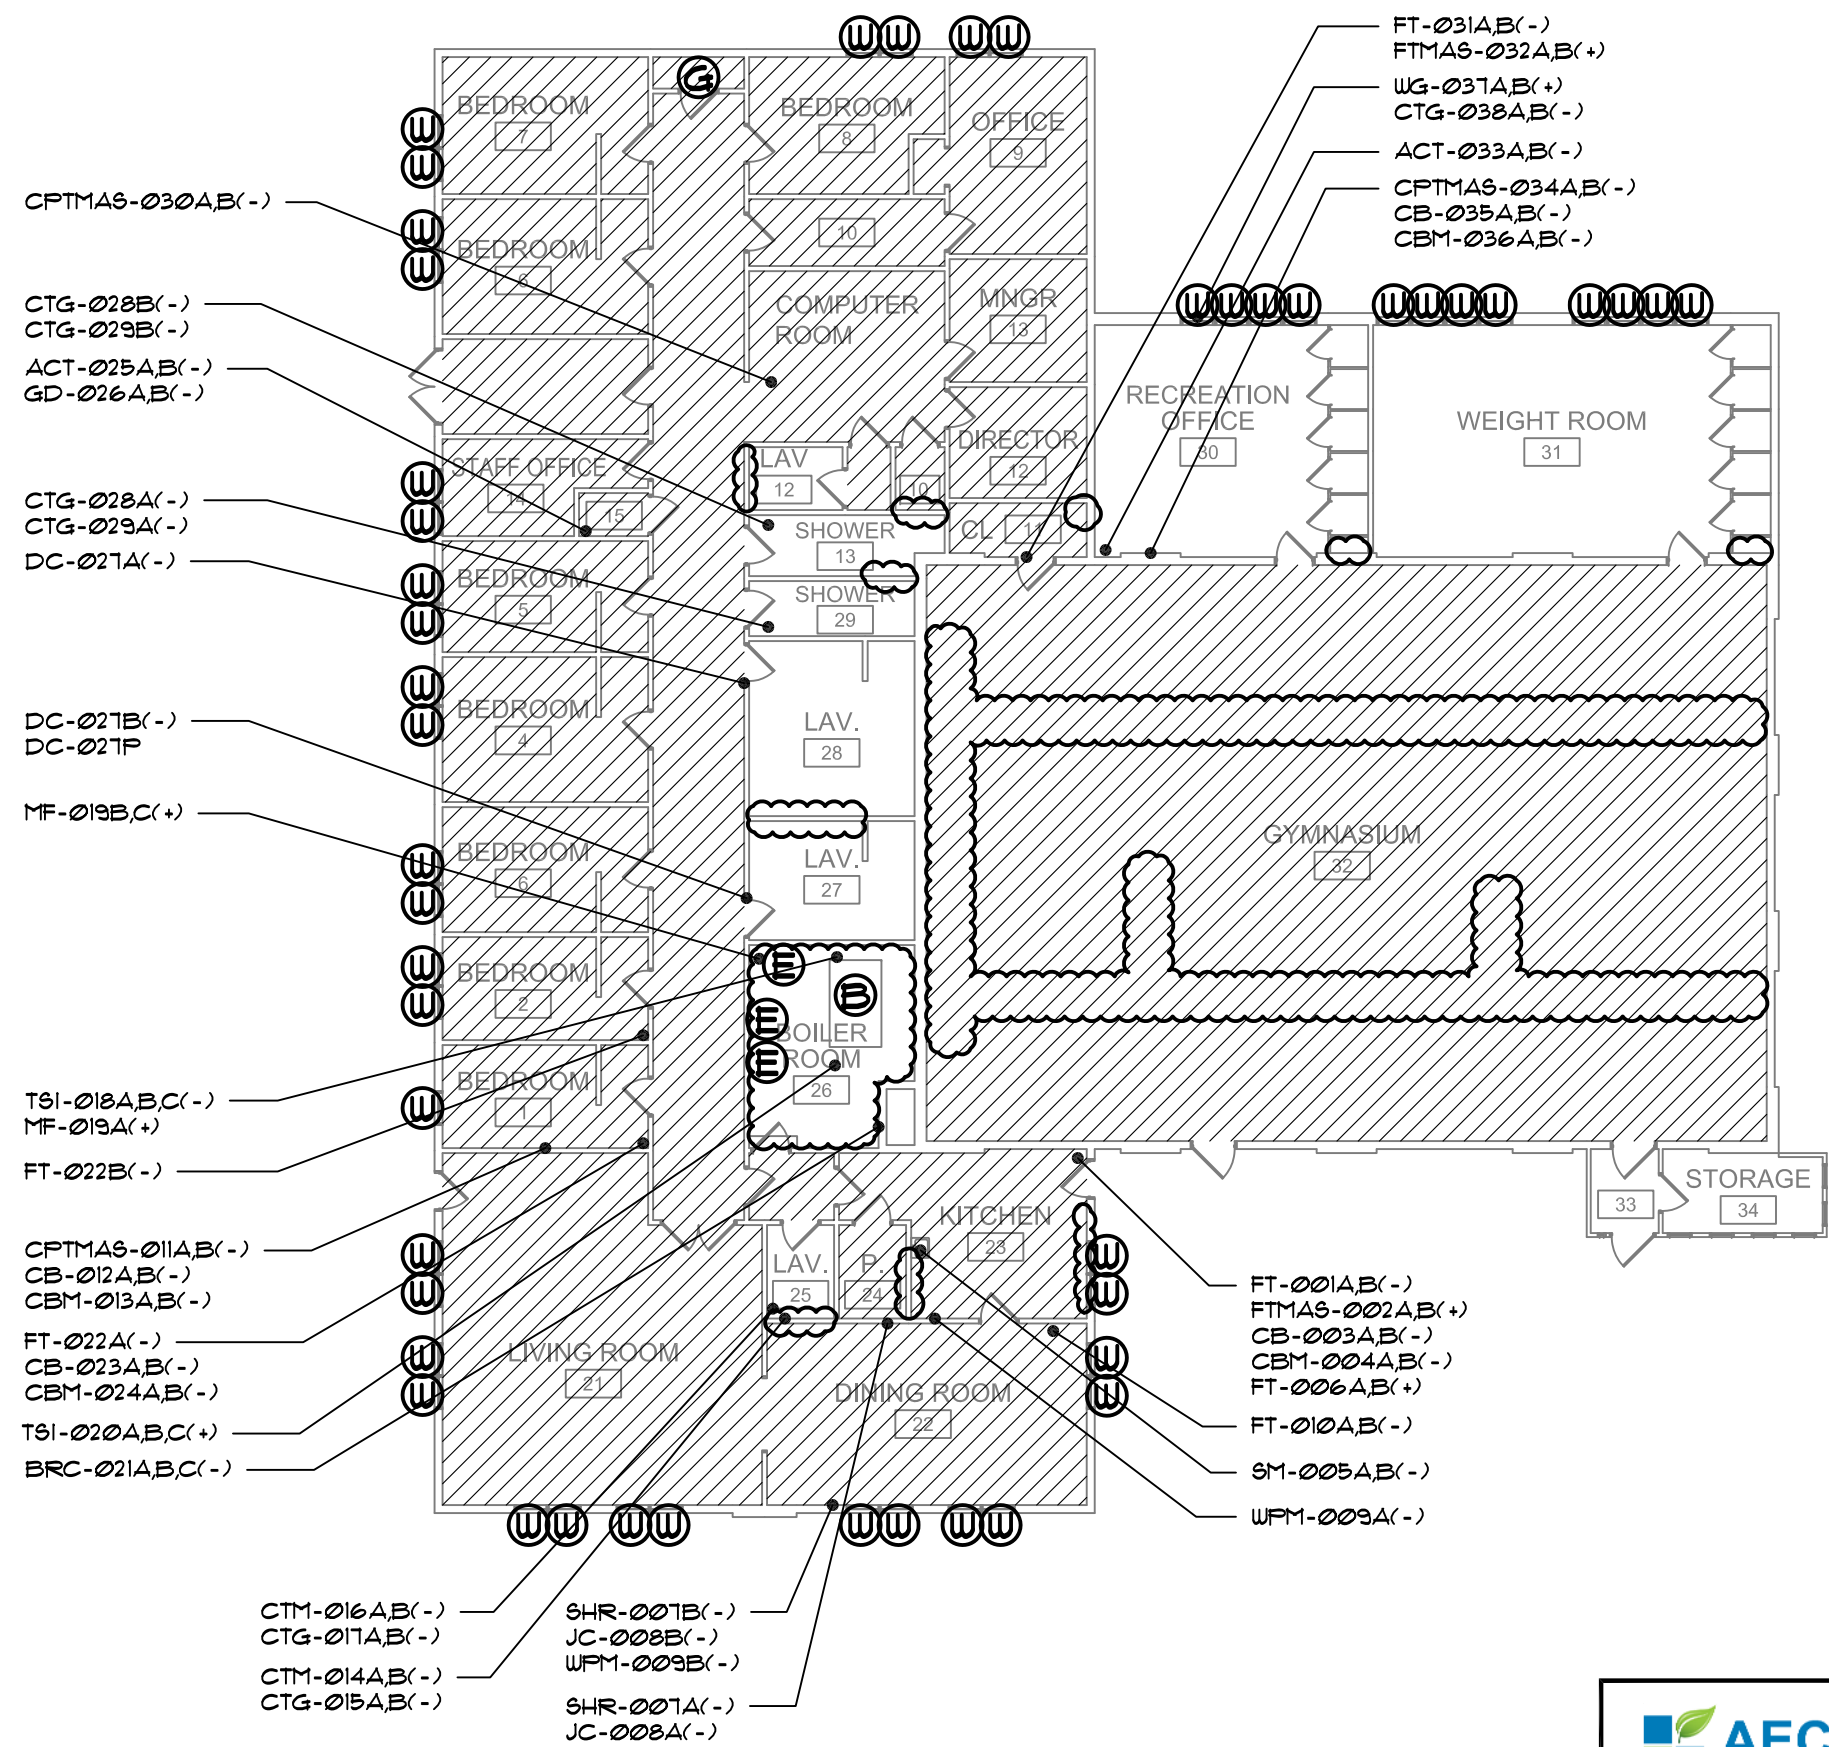 FT-Ø31A,B(-)
FTMAS-Ø32A,B(+)
WG-Ø37A,B(+)
CTG-Ø38A,B(-)
ACT-Ø33A,B(-)
CPTMAS-Ø34A,B(-)
CB-Ø35A,B(-)
CBM-Ø36A,B(-)
W W W W
G
BEDROOM
7
BEDROOM
8
OFFICE
9
W
W
CPTMAS-Ø3ØA,B(-)
W
W
BEDROOM
6
10
COMPUTER
ROOM
MNGR
13
W W W W W W W W W W W W
CTG-Ø28B(-)
CTG-Ø29B(-)
ACT-Ø25A,B(-)
GD-Ø26A,B(-)
RECREATION
OFFICE
30
WEIGHT ROOM
31
STAFF OFFICE
14
15
LAV
12
10
DIRECTOR
12
CL 11
W
W
CTG-Ø28A(-)
CTG-Ø29A(-)
DC-Ø27A(-)
SHOWER
13
SHOWER
29
W
W
BEDROOM
5
W
W
BEDROOM
4
LAV.
28
DC-Ø27B(-)
DC-Ø27P
MF-Ø19B,C(+)
W
W
BEDROOM
6
LAV.
27
GYMNASIUM
32
W
W
BEDROOM
2
E
B
E
E
BOILER
ROOM
26
W
BEDROOM
1
TSI-Ø18A,B,C(-)
MF-Ø19A(+)
FT-Ø22B(-)
CPTMAS-Ø11A,B(-)
CB-Ø12A,B(-)
CBM-Ø13A,B(-)
FT-Ø22A(-)
CB-Ø23A,B(-)
CBM-Ø24A,B(-)
TSI-Ø2ØA,B,C(+)
BRC-Ø21A,B,C(-)
W
W
W
W
LIVING ROOM
21
LAV.
25
P.
24
KITCHEN
23
DINING ROOM
22
W
W
W
W
33
STORAGE
34
FT-ØØ1A,B(-)
FTMAS-ØØ2A,B(+)
CB-ØØ3A,B(-)
CBM-ØØ4A,B(-)
FT-ØØ6A,B(+)
FT-Ø1ØA,B(-)
SM-ØØ5A,B(-)
WPM-ØØ9A(-)
W W W W W W W W
CTM-Ø16A,B(-)
CTG-Ø17A,B(-)
CTM-Ø14A,B(-)
CTG-Ø15A,B(-)
SHR-ØØ7B(-)
JC-ØØ8B(-)
WPM-ØØ9B(-)
SHR-ØØ7A(-)
JC-ØØ8A(-)
AEC